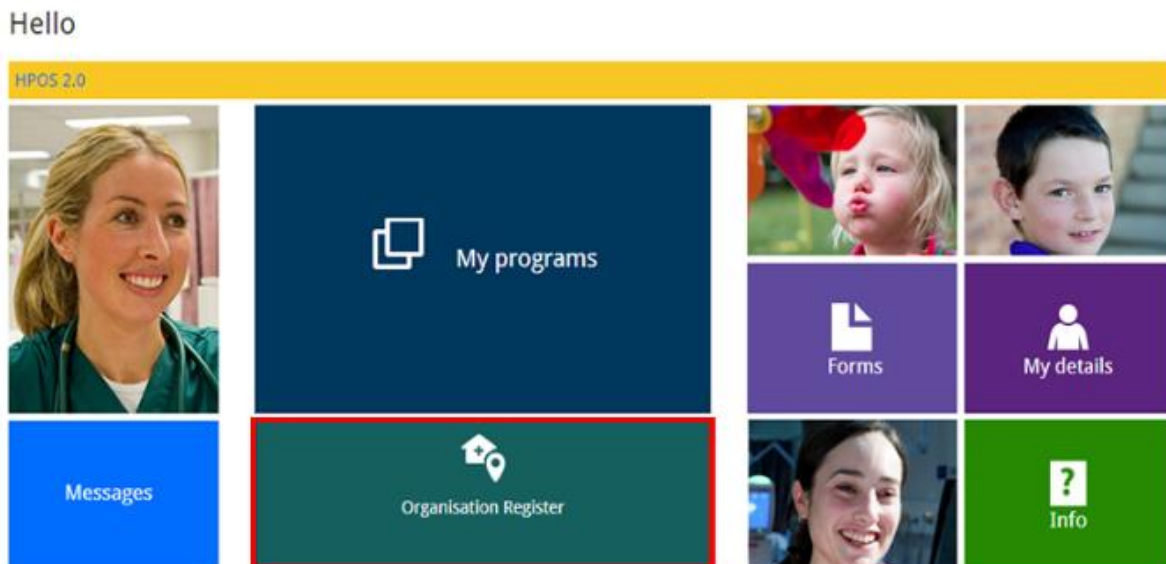 Hello
HPOS 2.0
My programs
Forms
My details
Messages
Organisation Register
?
Info